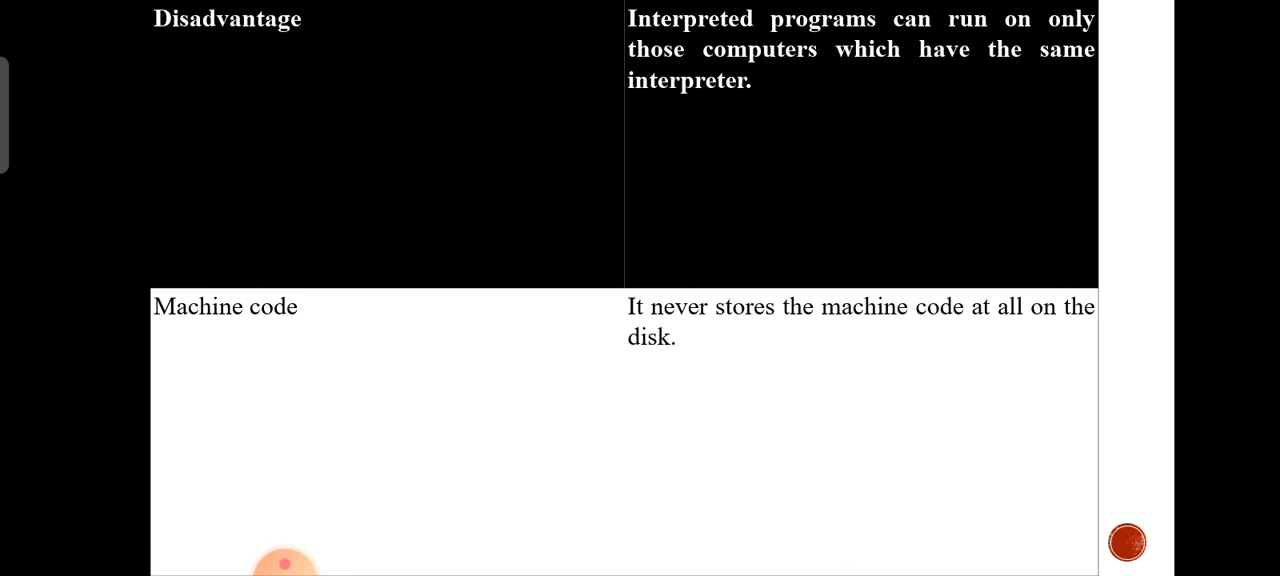 Disadvantage
Interpreted programs can run on only
those computers which have the same
interpreter.
Machine code
It never stores the machine code at all on the
disk.